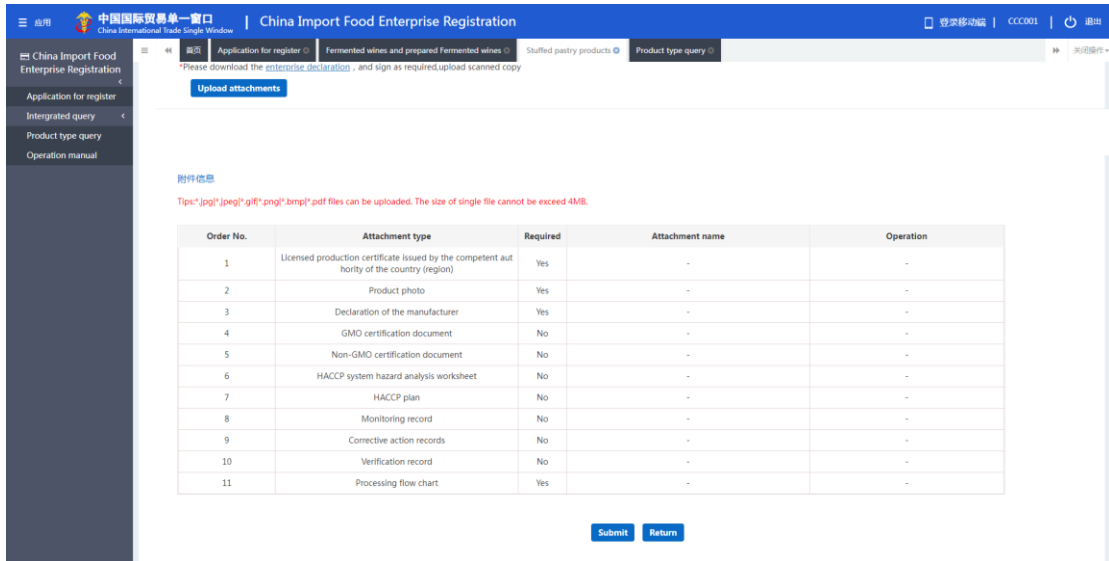 应用
中国国际贸易单一窗口 | China Import Food Enterprise Registration
China International Trade Single Window
登录移动端 | CCC001 | 退出
China Import Food
Enterprise Registration
Application for register
Intergrated query
Product type query
Operation manual
首页 Application for register Fermented wines and prepared Fermented wines Stuffed pastry products Product type query 关闭操作
*Please download the enterprise declaration , and sign as required,upload scanned copy
Upload attachments
附件信息
Tips:*.jpg|*.jpeg|*.gif|*.png|*.bmp|*.pdf files can be uploaded. The size of single file cannot be exceed 4MB.
Order No. Attachment type Required Attachment name Operation
1 Licensed production certificate issued by the competent aut Yes - -
hority of the country (region)
2 Product photo Yes - -
3 Declaration of the manufacturer Yes - -
4 GMO certification document No - -
5 Non-GMO certification document No - -
6 HACCP system hazard analysis worksheet No - -
7 HACCP plan No - -
8 Monitoring record No - -
9 Corrective action records No - -
10 Verification record No - -
11 Processing flow chart Yes - -
Submit Return